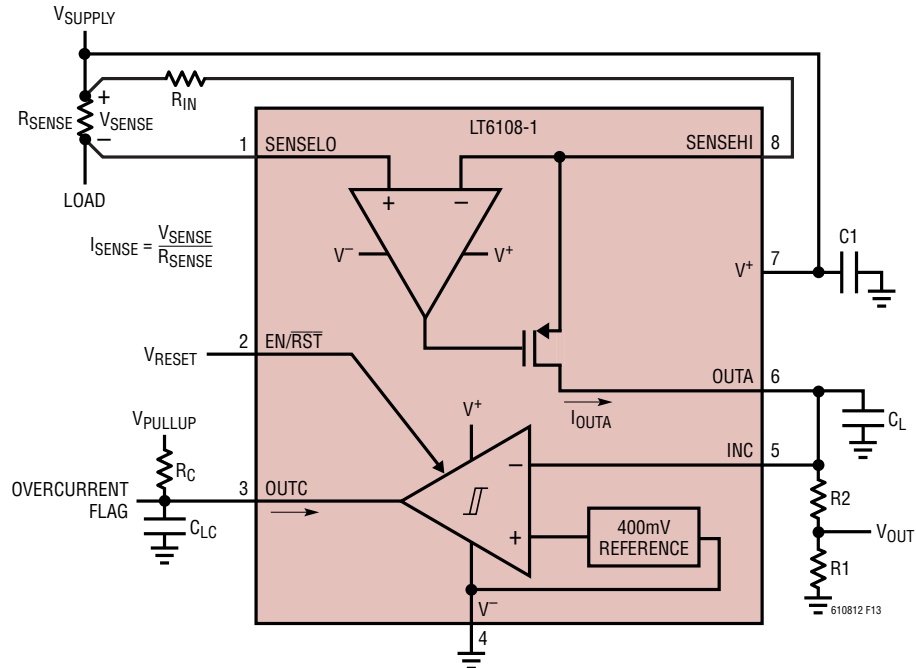 VSUPPLY
RIN
RSENSE
+
VSENSE
−
LOAD
ISENSE = VSENSE
RSENSE
LT6108-1
1 SENSELO
SENSEHI 8
+
−
V−
V+
C1
V+ 7
2 EN/RST
VRESET
OUTA 6
IOUTA
CL
VPULLUP
V+
INC 5
RC
−
R2
OVERCURRENT
FLAG
3 OUTC
CLC
+
400mV
REFERENCE
VOUT
R1
V−
4
610812 F13